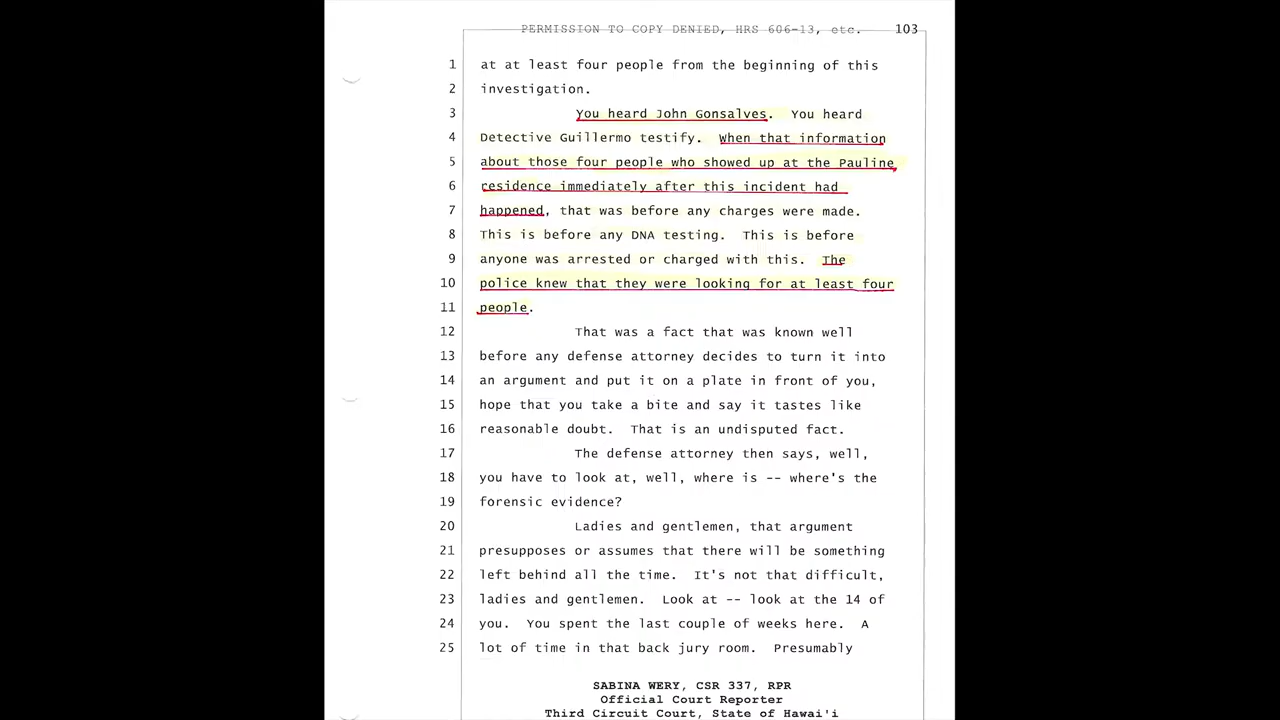 PERMISSION TO COPY DENIED, HRS 606-13, etc. 103
1 at at least four people from the beginning of this
2 investigation.
3 You heard John Gonsalves. You heard
4 Detective Guillermo testify. When that information
5 about those four people who showed up at the Pauline
6 residence immediately after this incident had
7 happened, that was before any charges were made.
8 This is before any DNA testing. This is before
9 anyone was arrested or charged with this. The
10 police knew that they were looking for at least four
11 people.
12 That was a fact that was known well
13 before any defense attorney decides to turn it into
14 an argument and put it on a plate in front of you,
15 hope that you take a bite and say it tastes like
16 reasonable doubt. That is an undisputed fact.
17 The defense attorney then says, well,
18 you have to look at, well, where is -- where's the
19 forensic evidence?
20 Ladies and gentlemen, that argument
21 presupposes or assumes that there will be something
22 left behind all the time. It's not that difficult,
23 ladies and gentlemen. Look at -- look at the 14 of
24 you. You spent the last couple of weeks here. A
25 lot of time in that back jury room. Presumably
SABINA WERY, CSR 337, RPR
Official Court Reporter
Third Circuit Court, State of Hawai'i